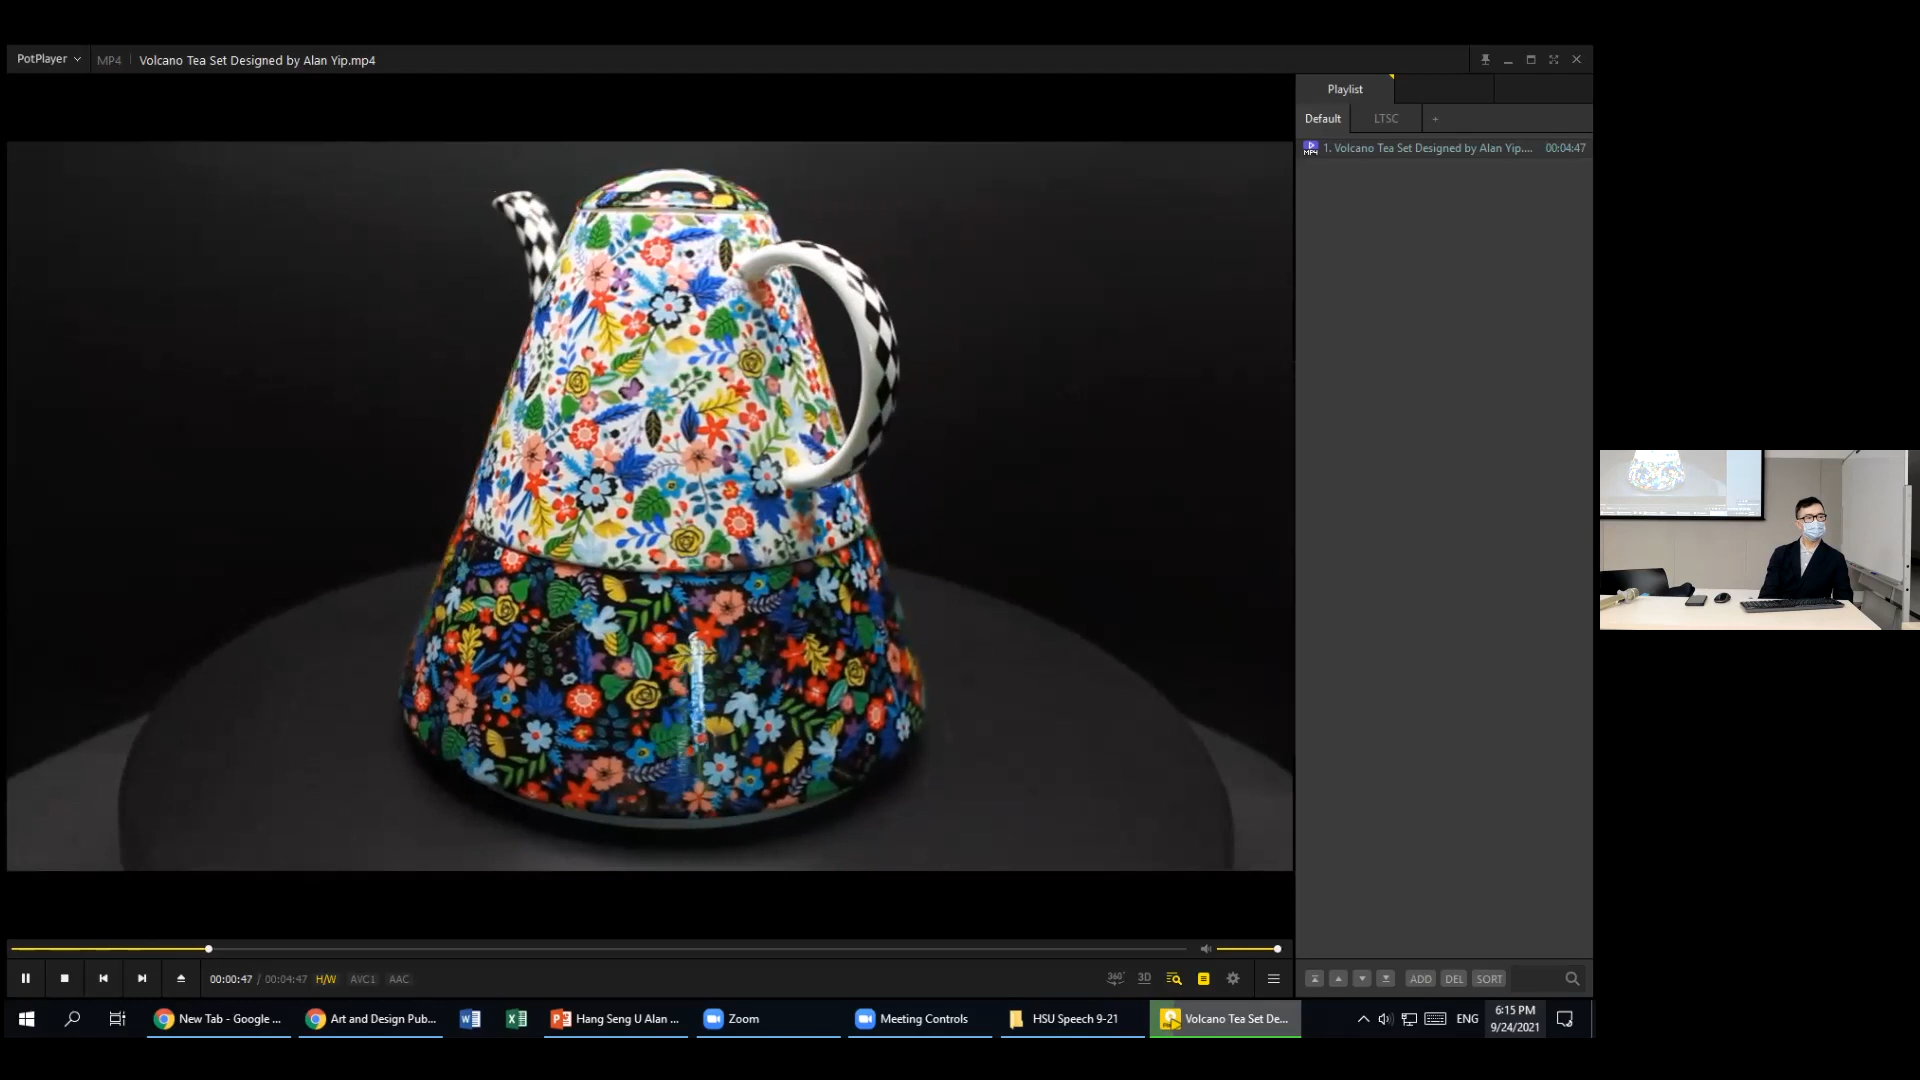 PotPlayer MP4 Volcano Tea Set Designed by Alan Yip.mp4
Playlist
Default LTSC +
MP4 1. Volcano Tea Set Designed by Alan Yip.... 00:04:47
00:00:47 / 00:04:47 H/W AVC1 AAC 360° 3D ADD DEL SORT
New Tab - Google ... Art and Design Pub... Hang Seng U Alan ... Zoom Meeting Controls HSU Speech 9-21 Volcano Tea Set De... ENG 6:15 PM
9/24/2021